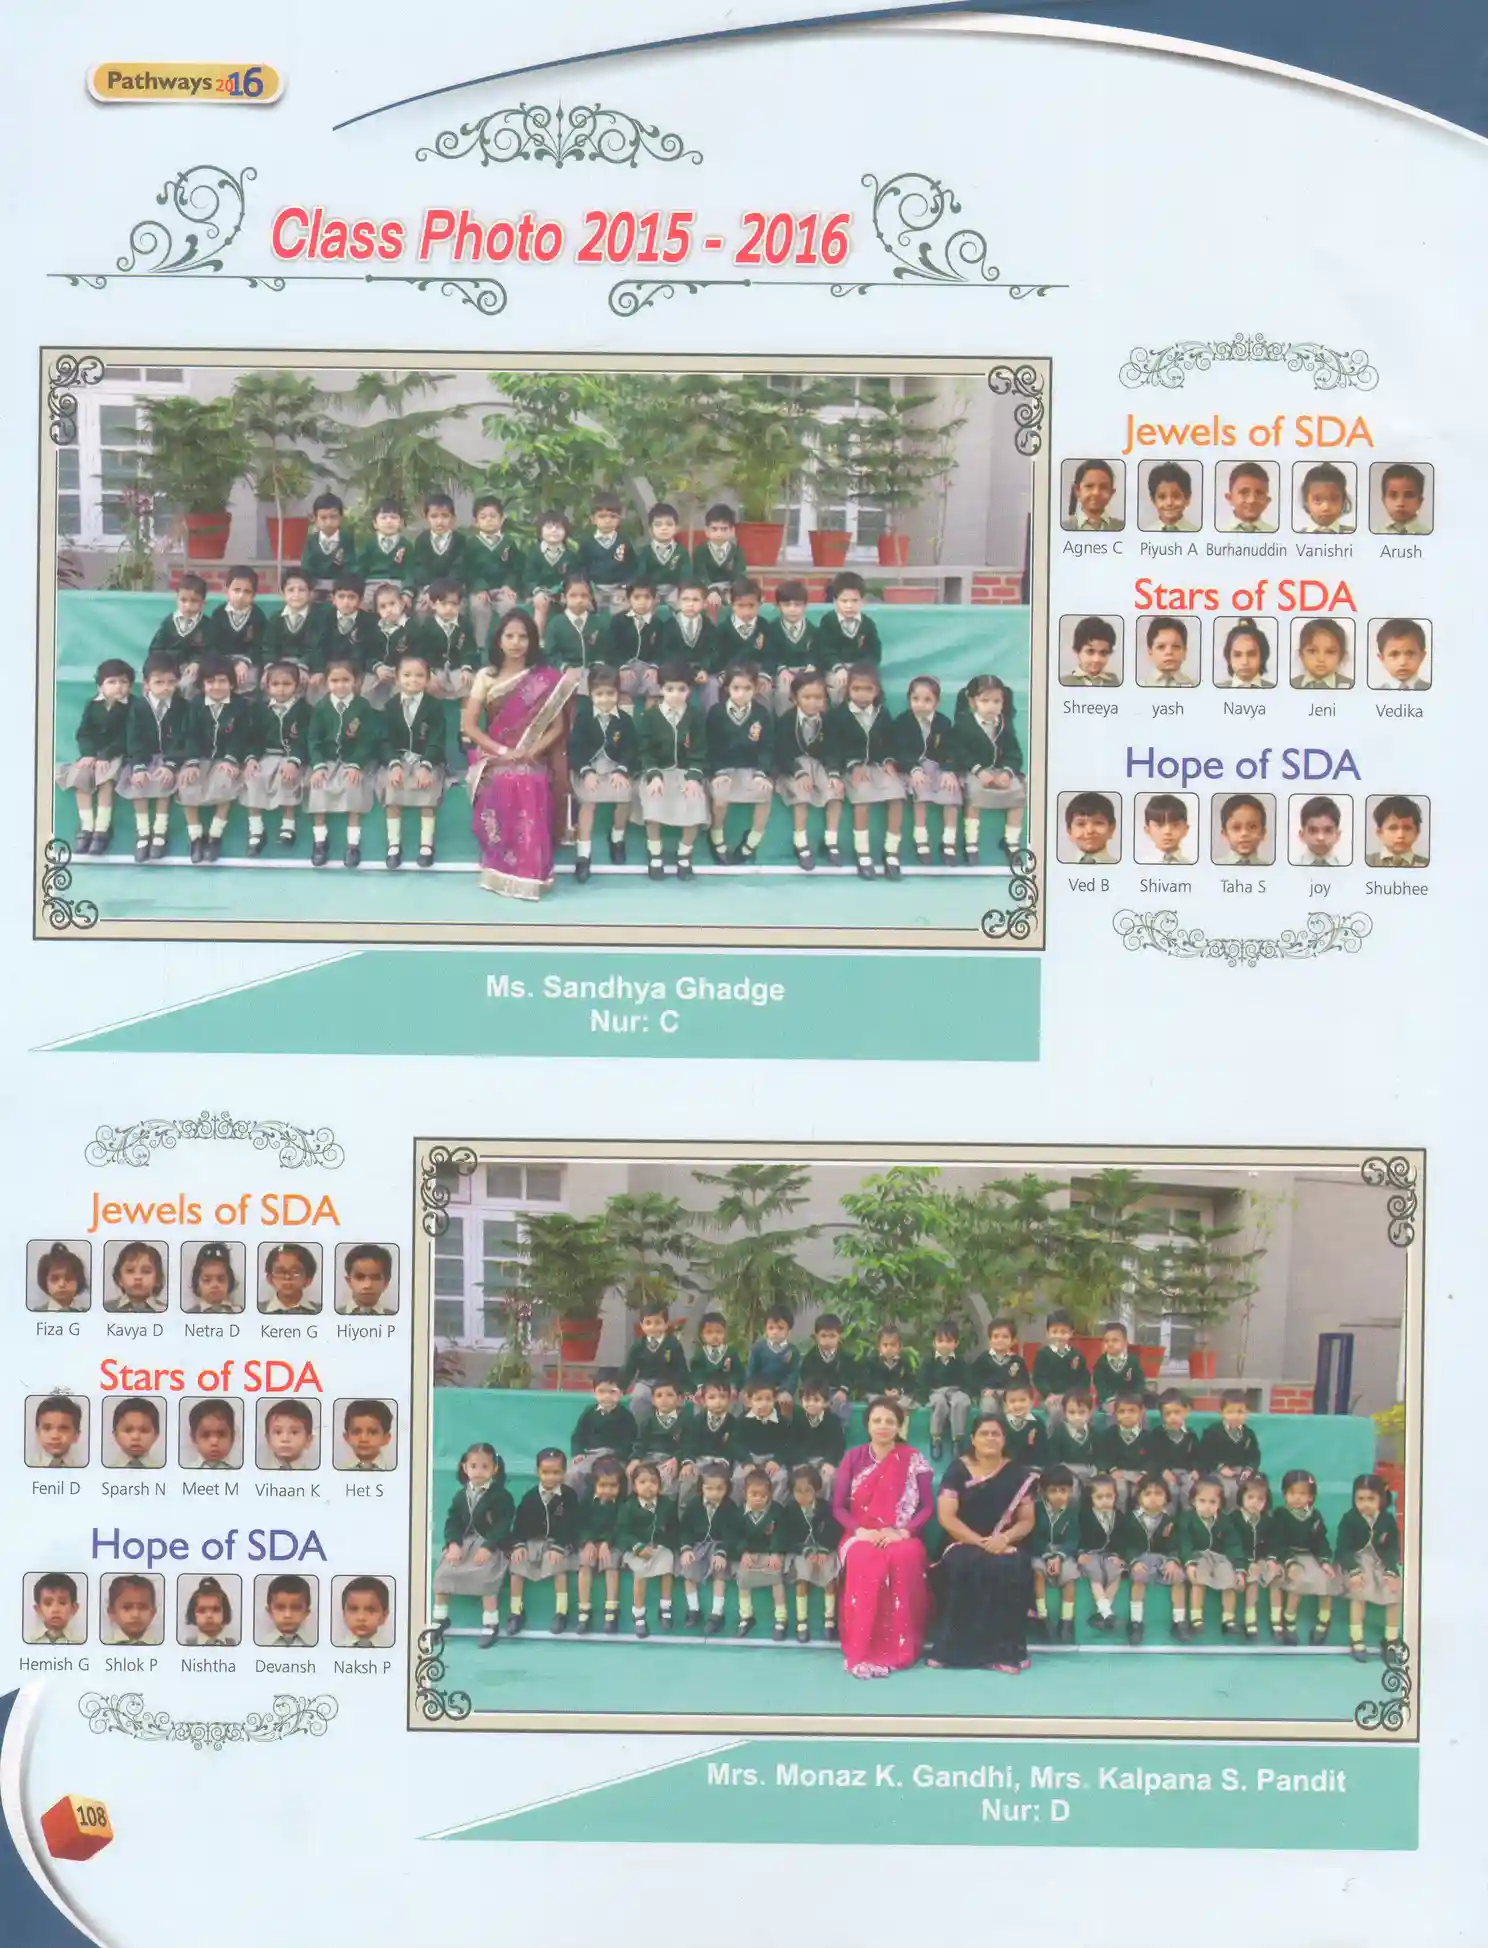 Pathways 2016
Class Photo 2015 - 2016
Jewels of SDA
Agnes C Piyush A Burhanuddin Vanishri Arush
Stars of SDA
Shreeya yash Navya Jeni Vedika
Hope of SDA
Ved B Shivam Taha S joy Shubhee
Ms. Sandhya Ghadge
Nur: C
Jewels of SDA
Fiza G Kavya D Netra D Keren G Hiyoni P
Stars of SDA
Fenil D Sparsh N Meet M Vihaan K Het S
Hope of SDA
Hemish G Shlok P Nishtha Devansh Naksh P
Mrs. Monaz K. Gandhi, Mrs. Kalpana S. Pandit
Nur: D
108